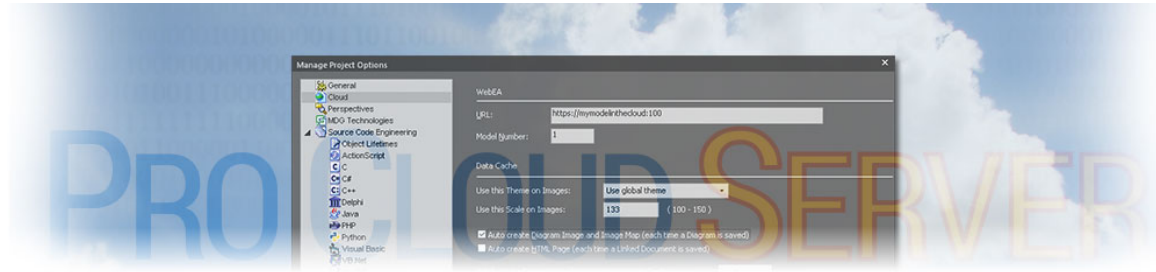 Manage Project Options
General
Cloud
Perspectives
MDG Technologies
Source Code Engineering
Object Lifetimes
ActionScript
C
C#
C++
Delphi
Java
PHP
Python
Visual Basic
VB.Net
WebEA
URL: https://mymodelinthecloud:100
Model Number: 1
Data Cache
Use this Theme on Images: Use global theme
Use this Scale on Images: 133 ( 100 - 150 )
Auto create Diagram Image and Image Map (each time a Diagram is saved)
Auto create HTML Page (each time a Linked Document is saved)
PRO CLOUD SERVER